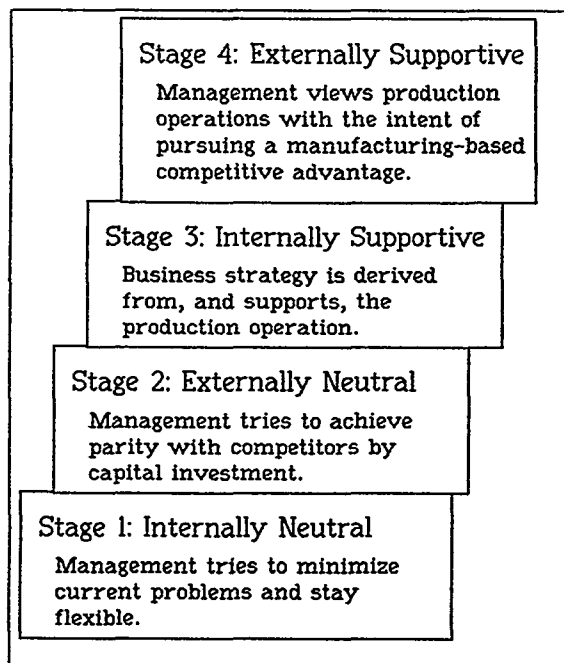 Stage 4: Externally Supportive
Management views production
operations with the intent of
pursuing a manufacturing-based
competitive advantage.
Stage 3: Internally Supportive
Business strategy is derived
from, and supports, the
production operation.
Stage 2: Externally Neutral
Management tries to achieve
parity with competitors by
capital investment.
Stage 1: Internally Neutral
Management tries to minimize
current problems and stay
flexible.